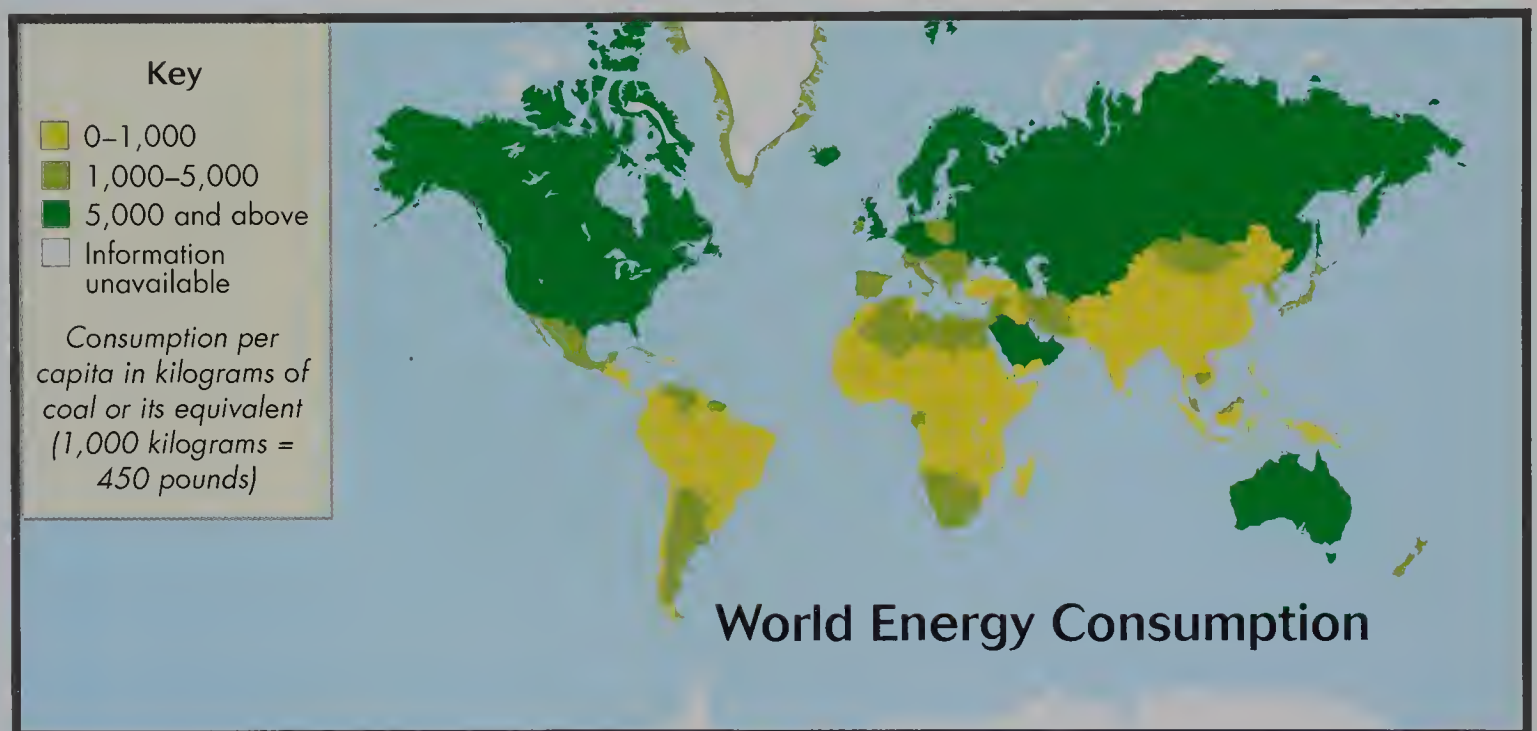 Key
0–1,000
1,000–5,000
5,000 and above
Information
unavailable
Consumption per
capita in kilograms of
coal or its equivalent
(1,000 kilograms =
450 pounds)
World Energy Consumption